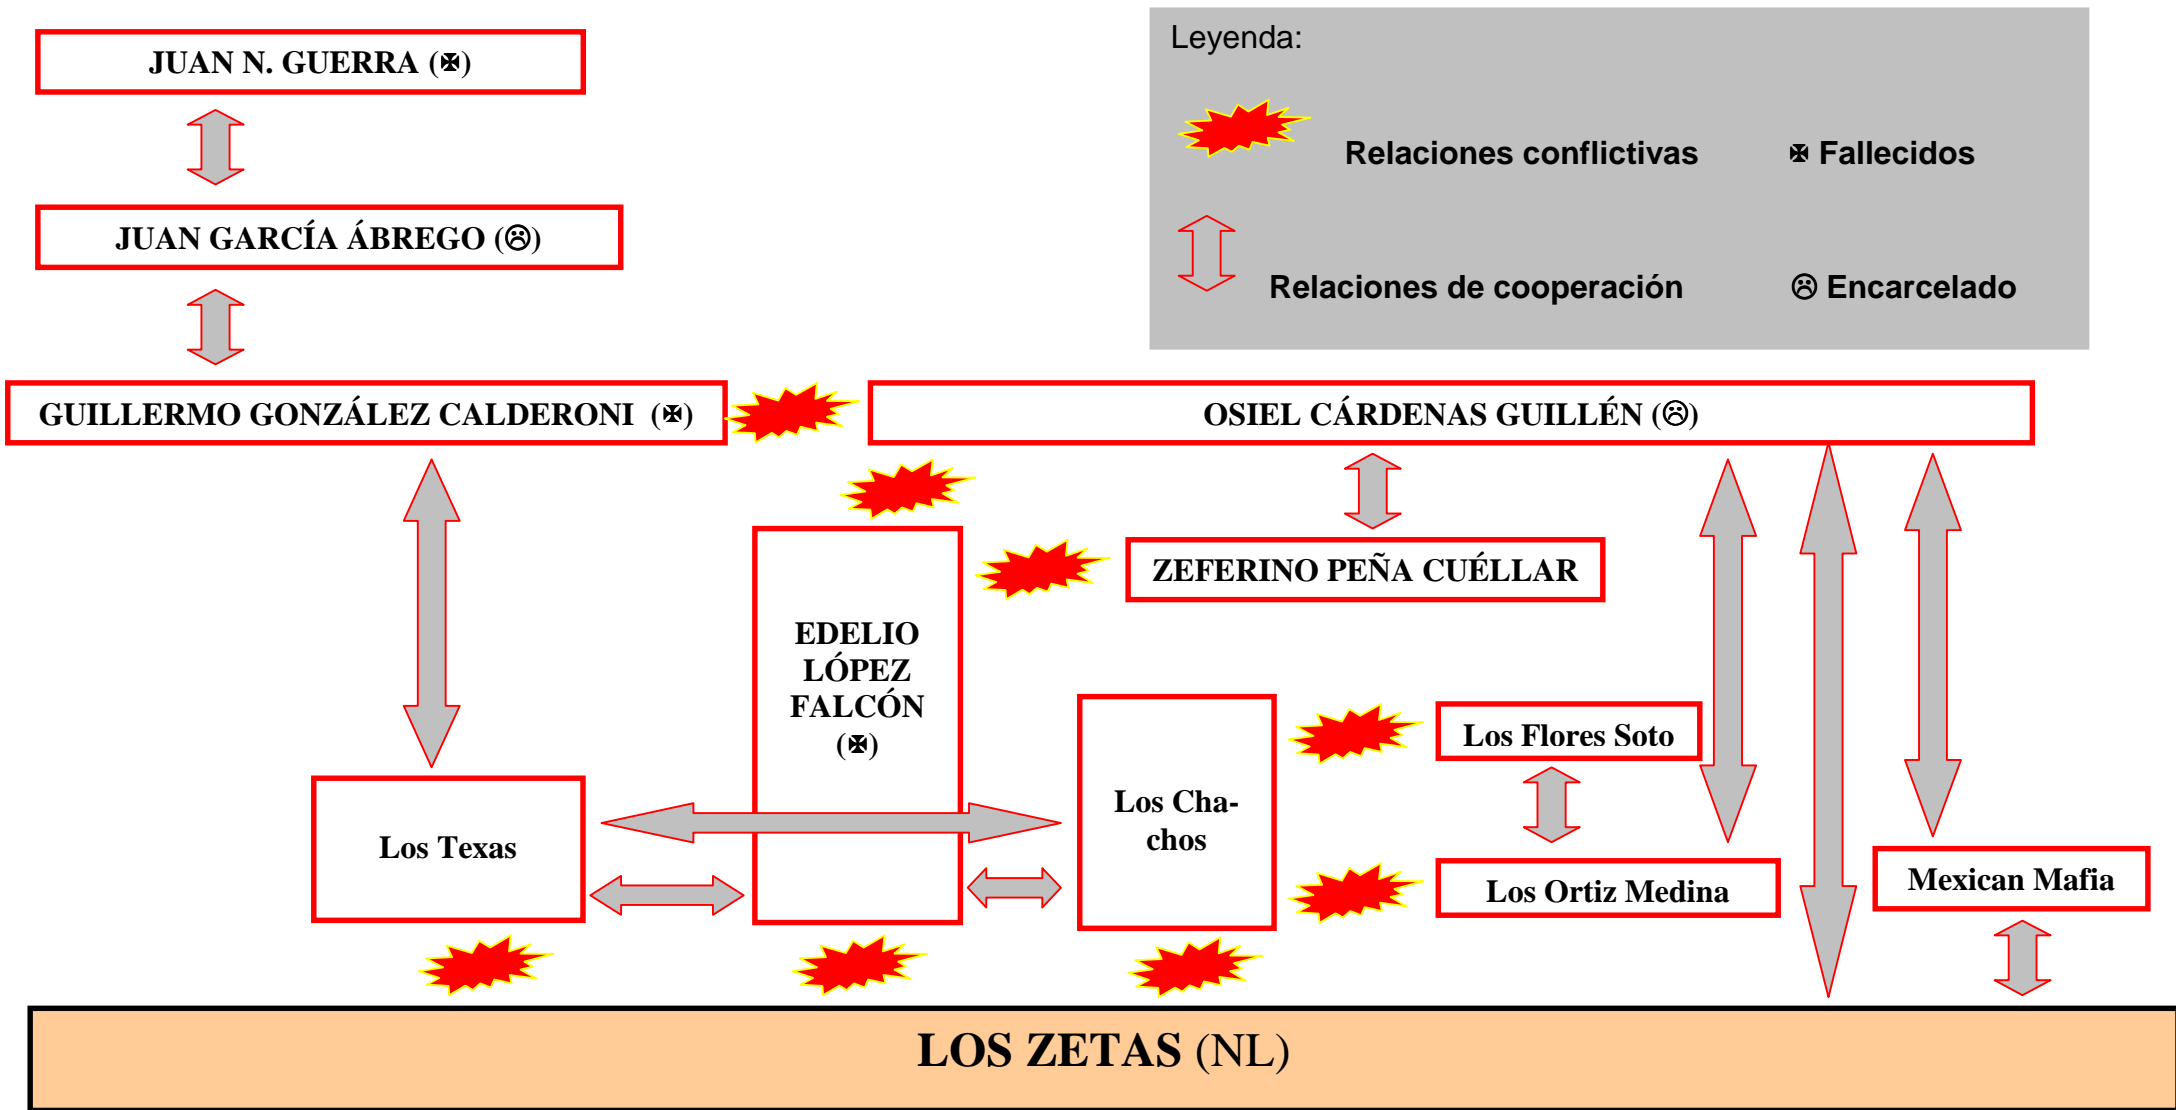 JUAN N. GUERRA (✠)
Leyenda:
Relaciones conflictivas
✠ Fallecidos
Relaciones de cooperación
☹ Encarcelado
JUAN GARCÍA ÁBREGO (☹)
GUILLERMO GONZÁLEZ CALDERONI (✠)
OSIEL CÁRDENAS GUILLÉN (☹)
ZEFERINO PEÑA CUÉLLAR
EDELIO
LÓPEZ
FALCÓN
(✠)
Los Texas
Los Cha-
chos
Los Flores Soto
Los Ortiz Medina
Mexican Mafia
LOS ZETAS (NL)